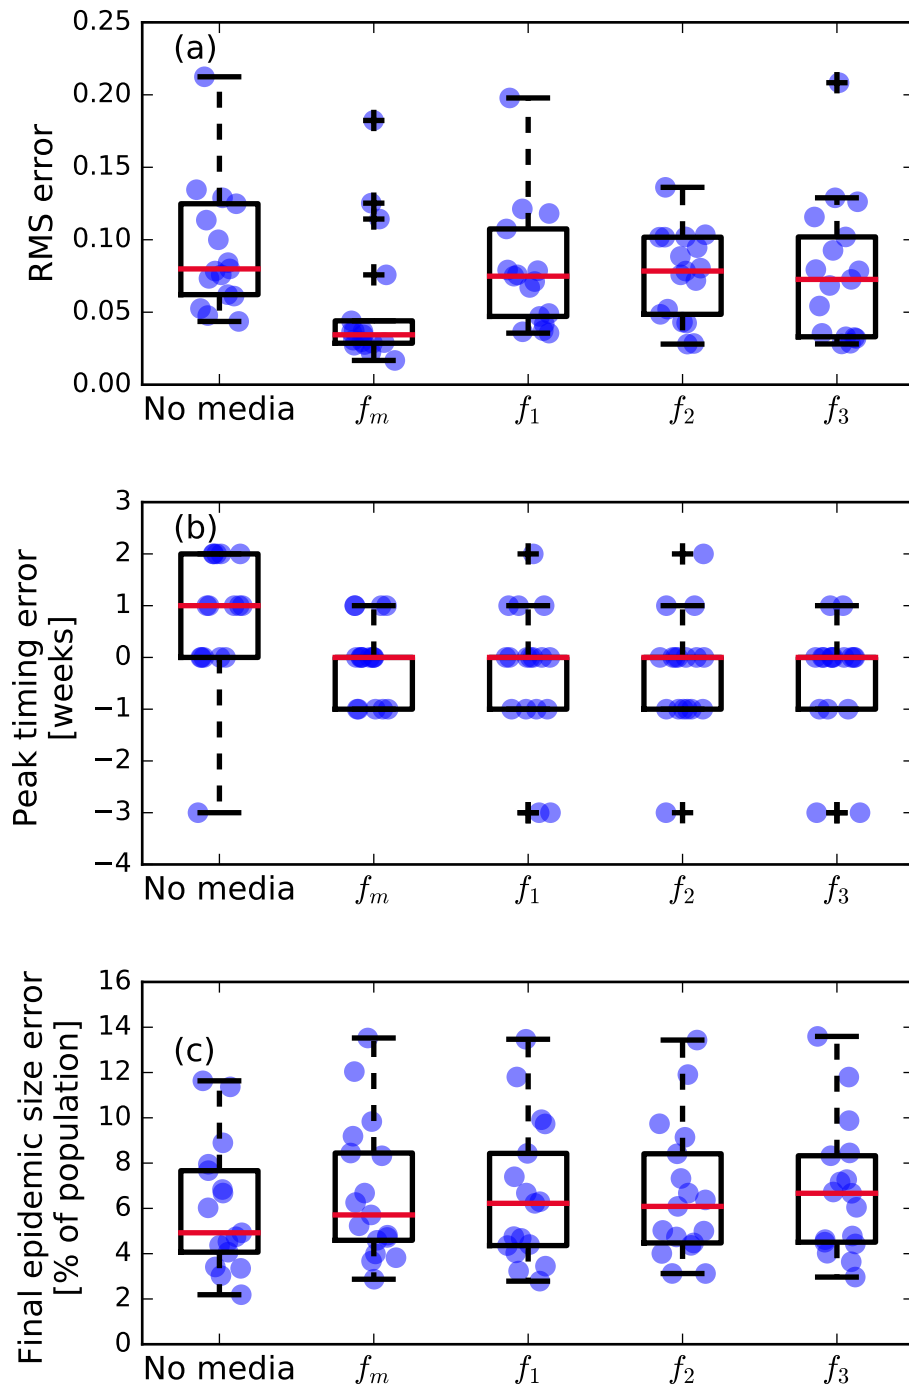 (a)
RMS error
0.25
0.20
0.15
0.10
0.05
0.00
No media f_m f_1 f_2 f_3
(b)
Peak timing error
[weeks]
3
2
1
0
−1
−2
−3
−4
No media f_m f_1 f_2 f_3
(c)
Final epidemic size error
[% of population]
16
14
12
10
8
6
4
2
0
No media f_m f_1 f_2 f_3